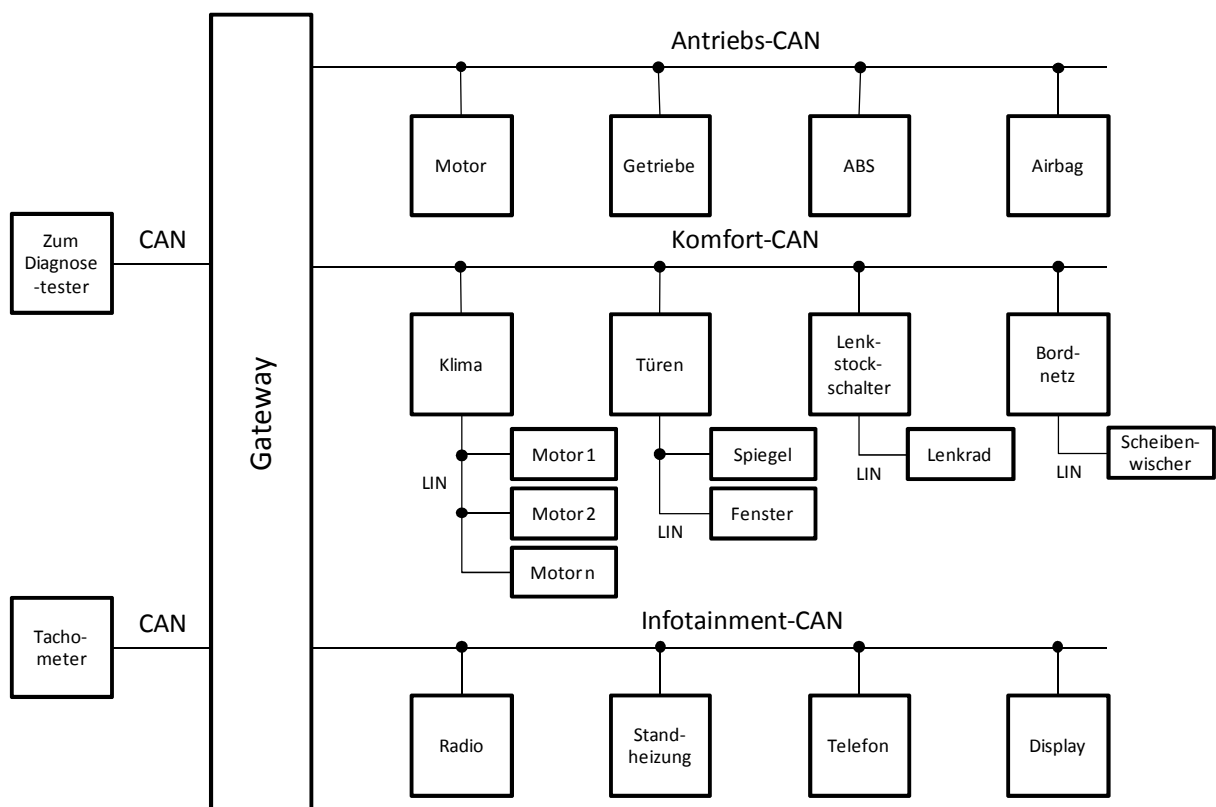 Antriebs-CAN
Motor
Getriebe
ABS
Airbag
Zum
Diagnose
-tester
CAN
Komfort-CAN
Gateway
Klima
Türen
Lenk-
stock-
schalter
Bord-
netz
LIN
Motor 1
Motor 2
Motor n
LIN
Spiegel
Fenster
LIN
Lenkrad
LIN
Scheiben-
wischer
Tacho-
meter
CAN
Infotainment-CAN
Radio
Stand-
heizung
Telefon
Display